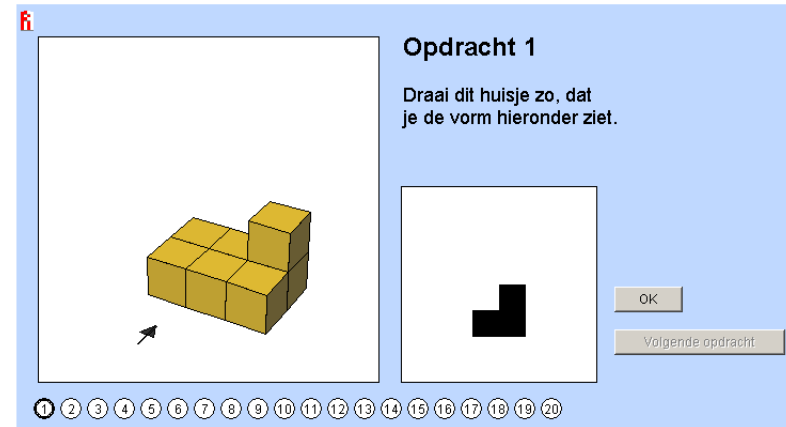 Opdracht 1
Draai dit huisje zo, dat
je de vorm hieronder ziet.
OK
Volgende opdracht
1 2 3 4 5 6 7 8 9 10 11 12 13 14 15 16 17 18 19 20